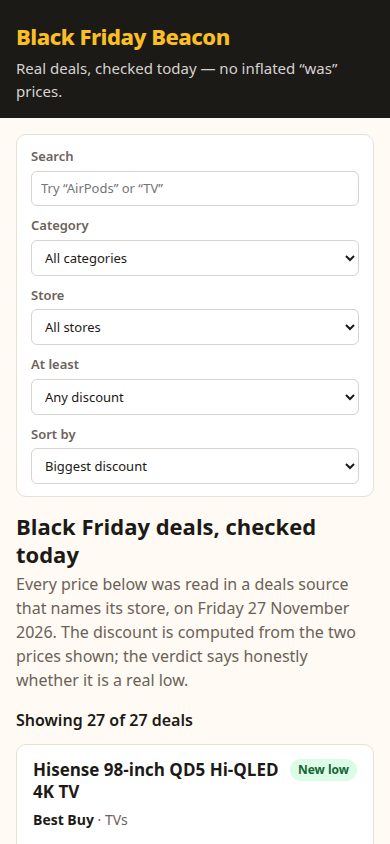 Black Friday Beacon
Real deals, checked today — no inflated “was”
prices.
Search
Try “AirPods” or “TV”
Category
All categories
Store
All stores
At least
Any discount
Sort by
Biggest discount
Black Friday deals, checked
today
Every price below was read in a deals source
that names its store, on Friday 27 November
2026. The discount is computed from the two
prices shown; the verdict says honestly
whether it is a real low.
Showing 27 of 27 deals
Hisense 98-inch QD5 Hi-QLED
4K TV
New low
Best Buy · TVs